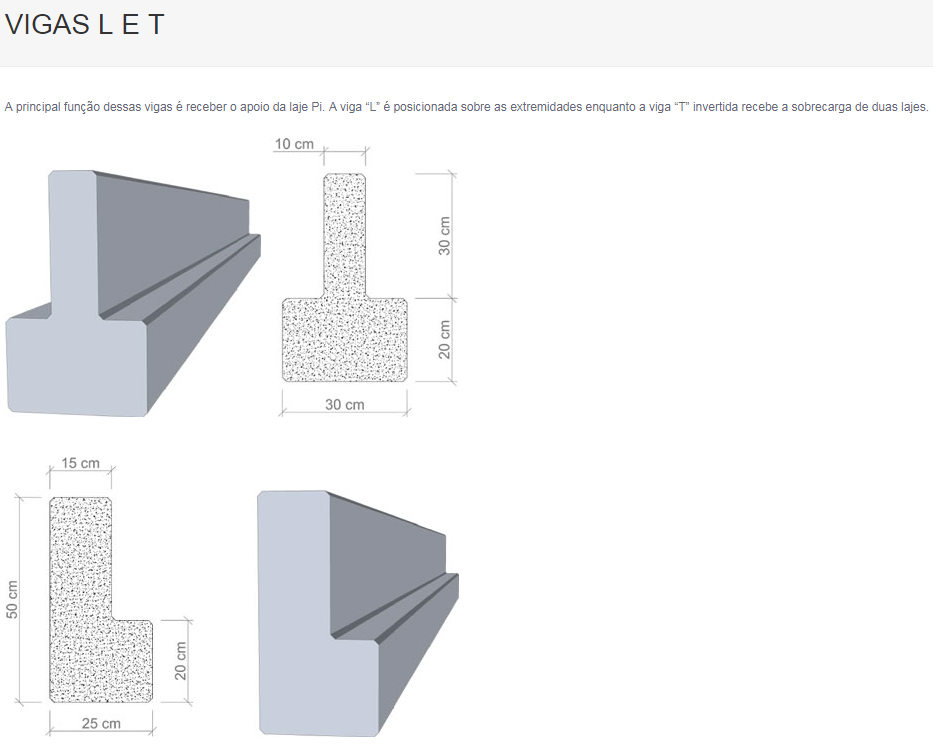 VIGAS L E T
A principal função dessas vigas é receber o apoio da laje Pi. A viga “L” é posicionada sobre as extremidades enquanto a viga “T” invertida recebe a sobrecarga de duas lajes.
10 cm
30 cm
20 cm
30 cm
15 cm
50 cm
20 cm
25 cm